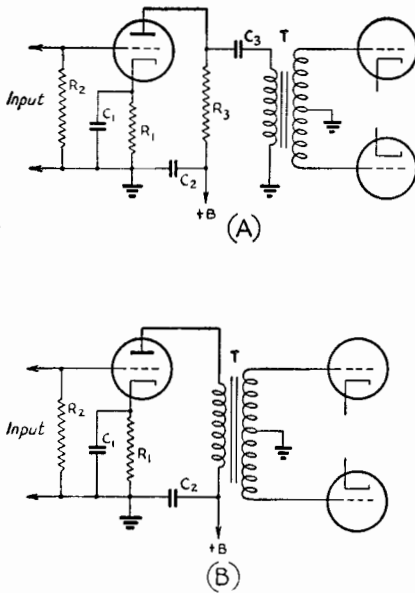 C3
T
R2
Input
C1
R1
R3
C2
+B
(A)
T
R2
Input
C1
R1
C2
+B
(B)